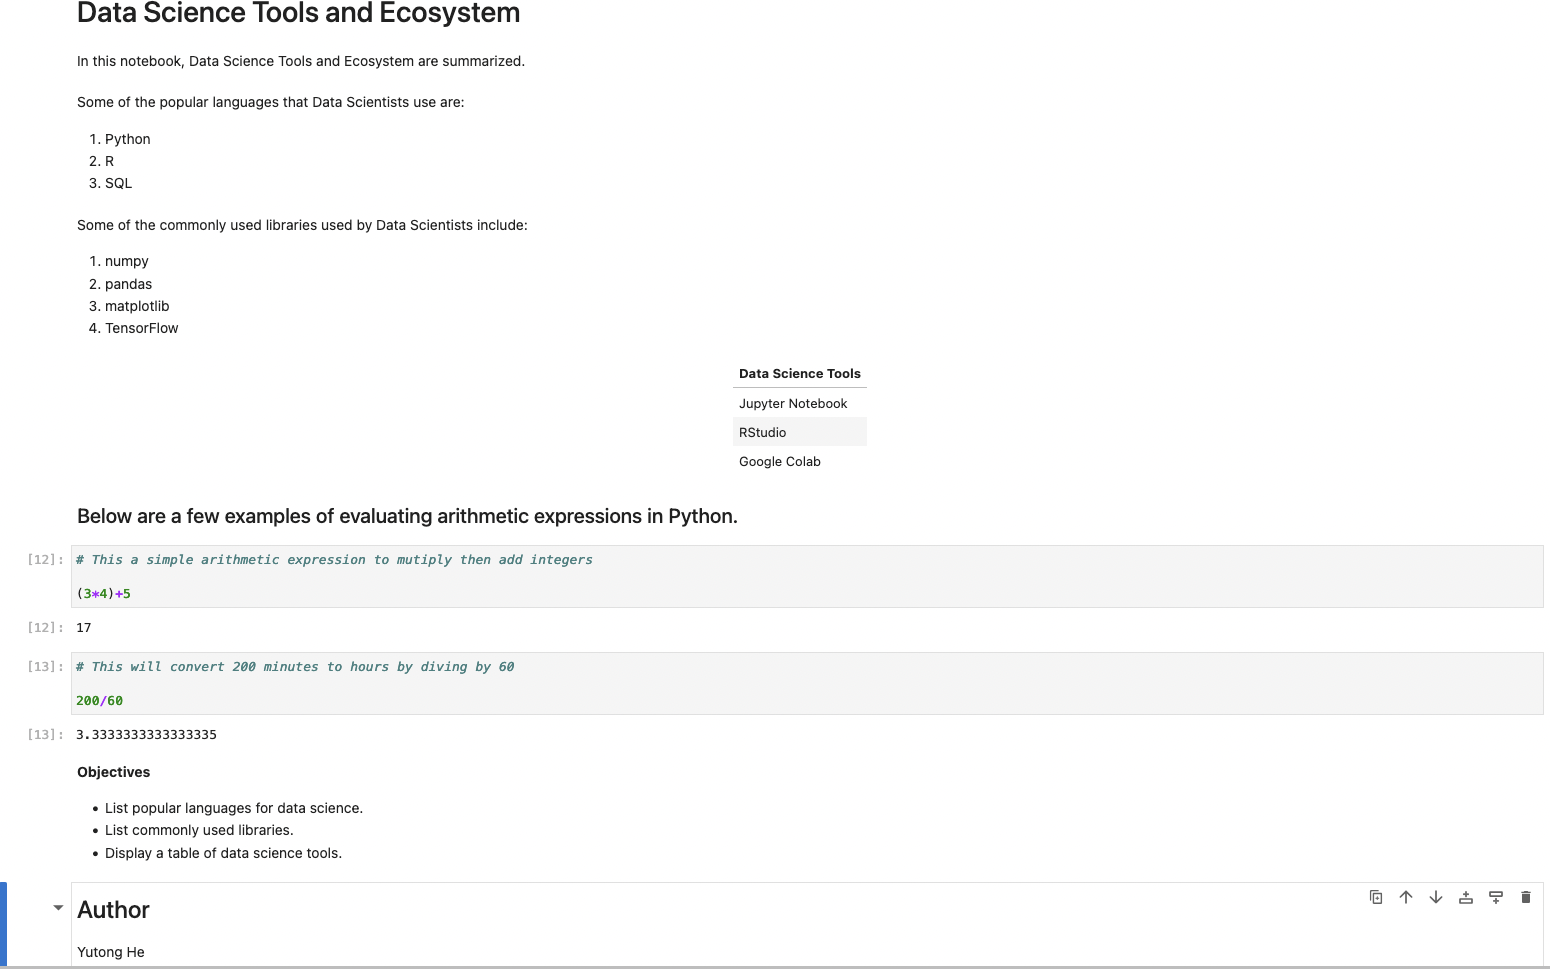 Data Science Tools and Ecosystem
In this notebook, Data Science Tools and Ecosystem are summarized.
Some of the popular languages that Data Scientists use are:
1. Python
2. R
3. SQL
Some of the commonly used libraries used by Data Scientists include:
1. numpy
2. pandas
3. matplotlib
4. TensorFlow
Data Science Tools
Jupyter Notebook
RStudio
Google Colab
Below are a few examples of evaluating arithmetic expressions in Python.
[12]: # This a simple arithmetic expression to mutiply then add integers
(3*4)+5
[12]: 17
[13]: # This will convert 200 minutes to hours by diving by 60
200/60
[13]: 3.3333333333333335
Objectives
• List popular languages for data science.
• List commonly used libraries.
• Display a table of data science tools.
Author
Yutong He